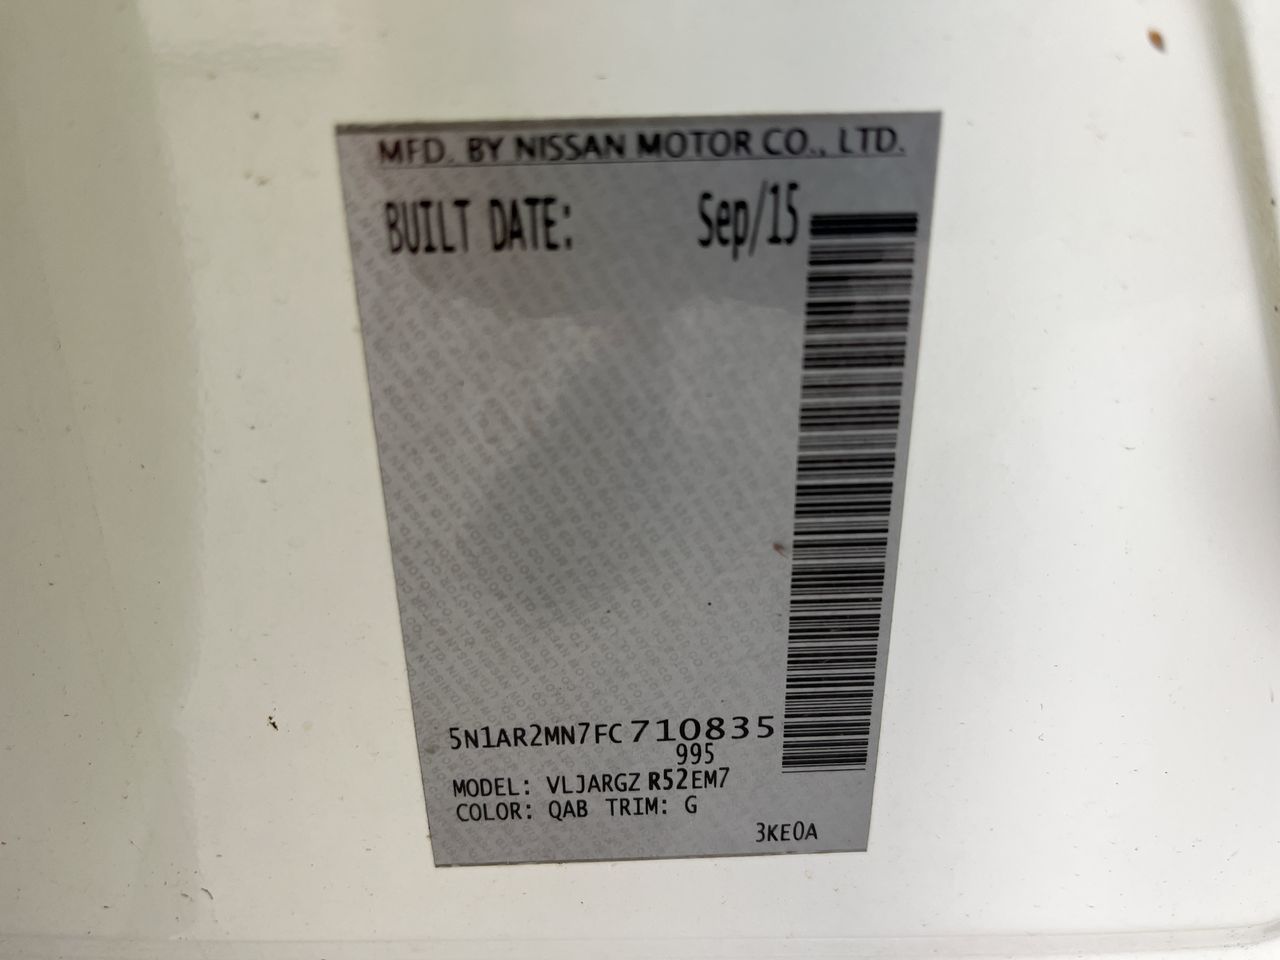 MFD. BY NISSAN MOTOR CO., LTD.
BUILT DATE: Sep/15
5N1AR2MN7FC710835
995
MODEL: VLJARGZ R52EM7
COLOR: QAB TRIM: G
3KE0A